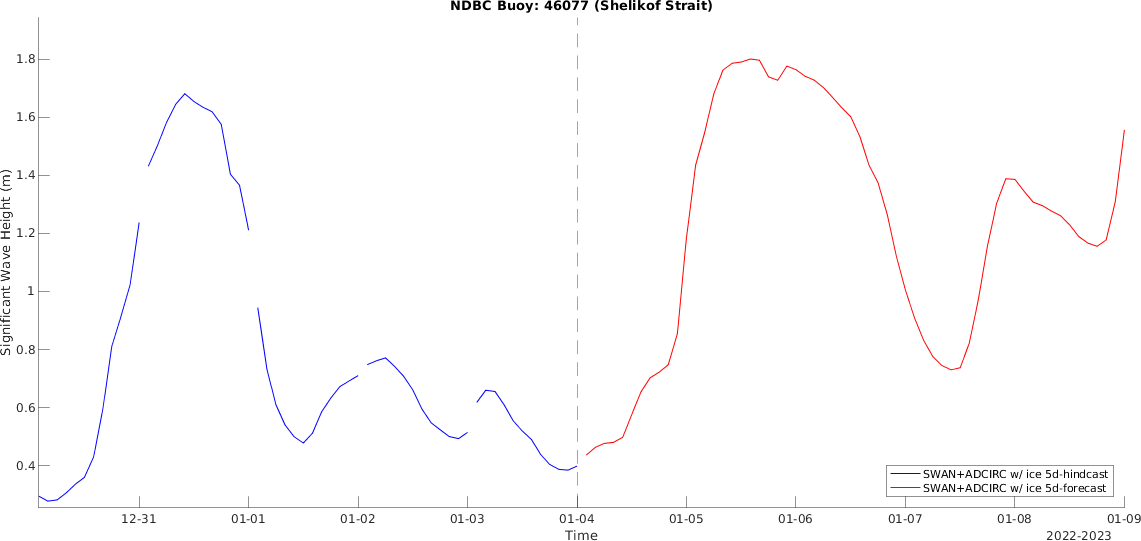 NDBC Buoy: 46077 (Shelikof Strait)
Significant Wave Height (m)
1.8
1.6
1.4
1.2
1
0.8
0.6
0.4
SWAN+ADCIRC w/ ice 5d-hindcast
SWAN+ADCIRC w/ ice 5d-forecast
12-31 01-01 01-02 01-03 01-04 01-05 01-06 01-07 01-08 01-09
Time
2022-2023